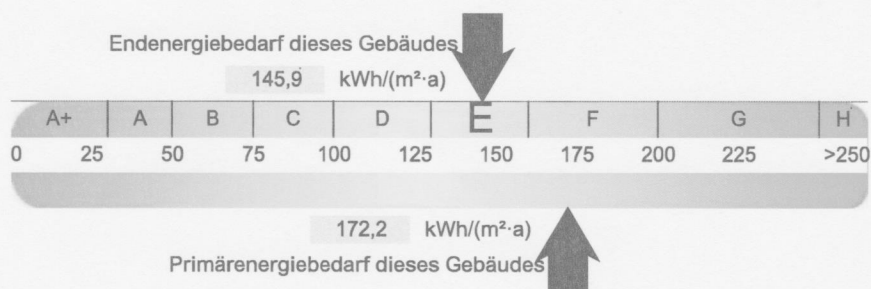 Endenergiebedarf dieses Gebäudes
145,9 kWh/(m²·a)
A+ A B C D E F G H
0 25 50 75 100 125 150 175 200 225 >250
172,2 kWh/(m²·a)
Primärenergiebedarf dieses Gebäudes